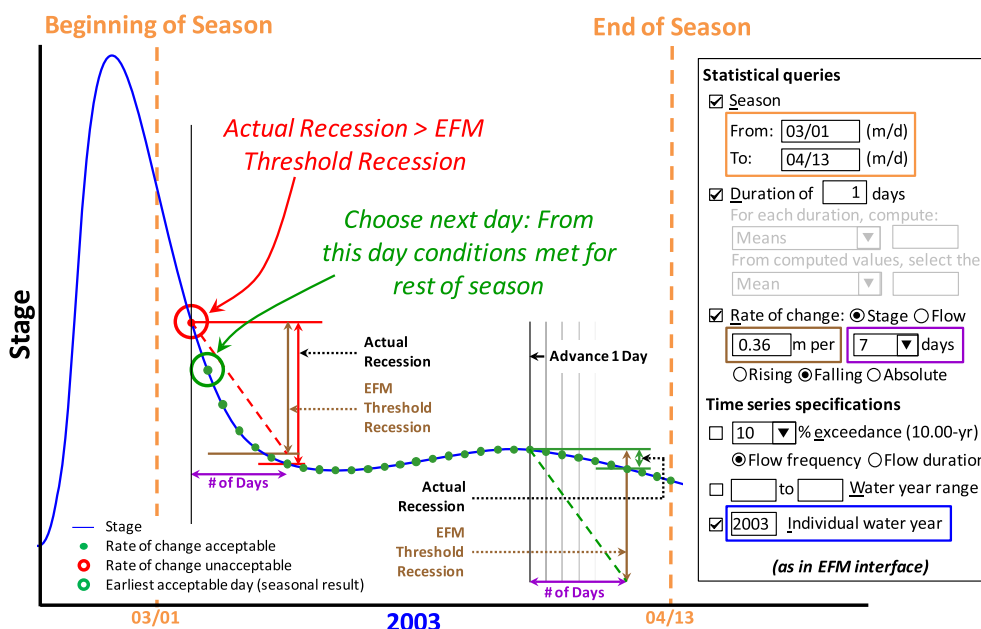 Beginning of Season
End of Season
Stage
Actual Recession > EFM
Threshold Recession
Choose next day: From
this day conditions met for
rest of season
Actual
Recession
EFM
Threshold
Recession
# of Days
Advance 1 Day
Actual
Recession
EFM
Threshold
Recession
# of Days
Stage
Rate of change acceptable
Rate of change unacceptable
Earliest acceptable day (seasonal result)
03/01
2003
04/13
Statistical queries
Season
From: 03/01 (m/d)
To: 04/13 (m/d)
Duration of 1 days
For each duration, compute:
Means
From computed values, select the
Mean
Rate of change: Stage Flow
0.36 m per 7 days
Rising Falling Absolute
Time series specifications
10 % exceedance (10.00-yr)
Flow frequency Flow duration
to Water year range
2003 Individual water year
(as in EFM interface)